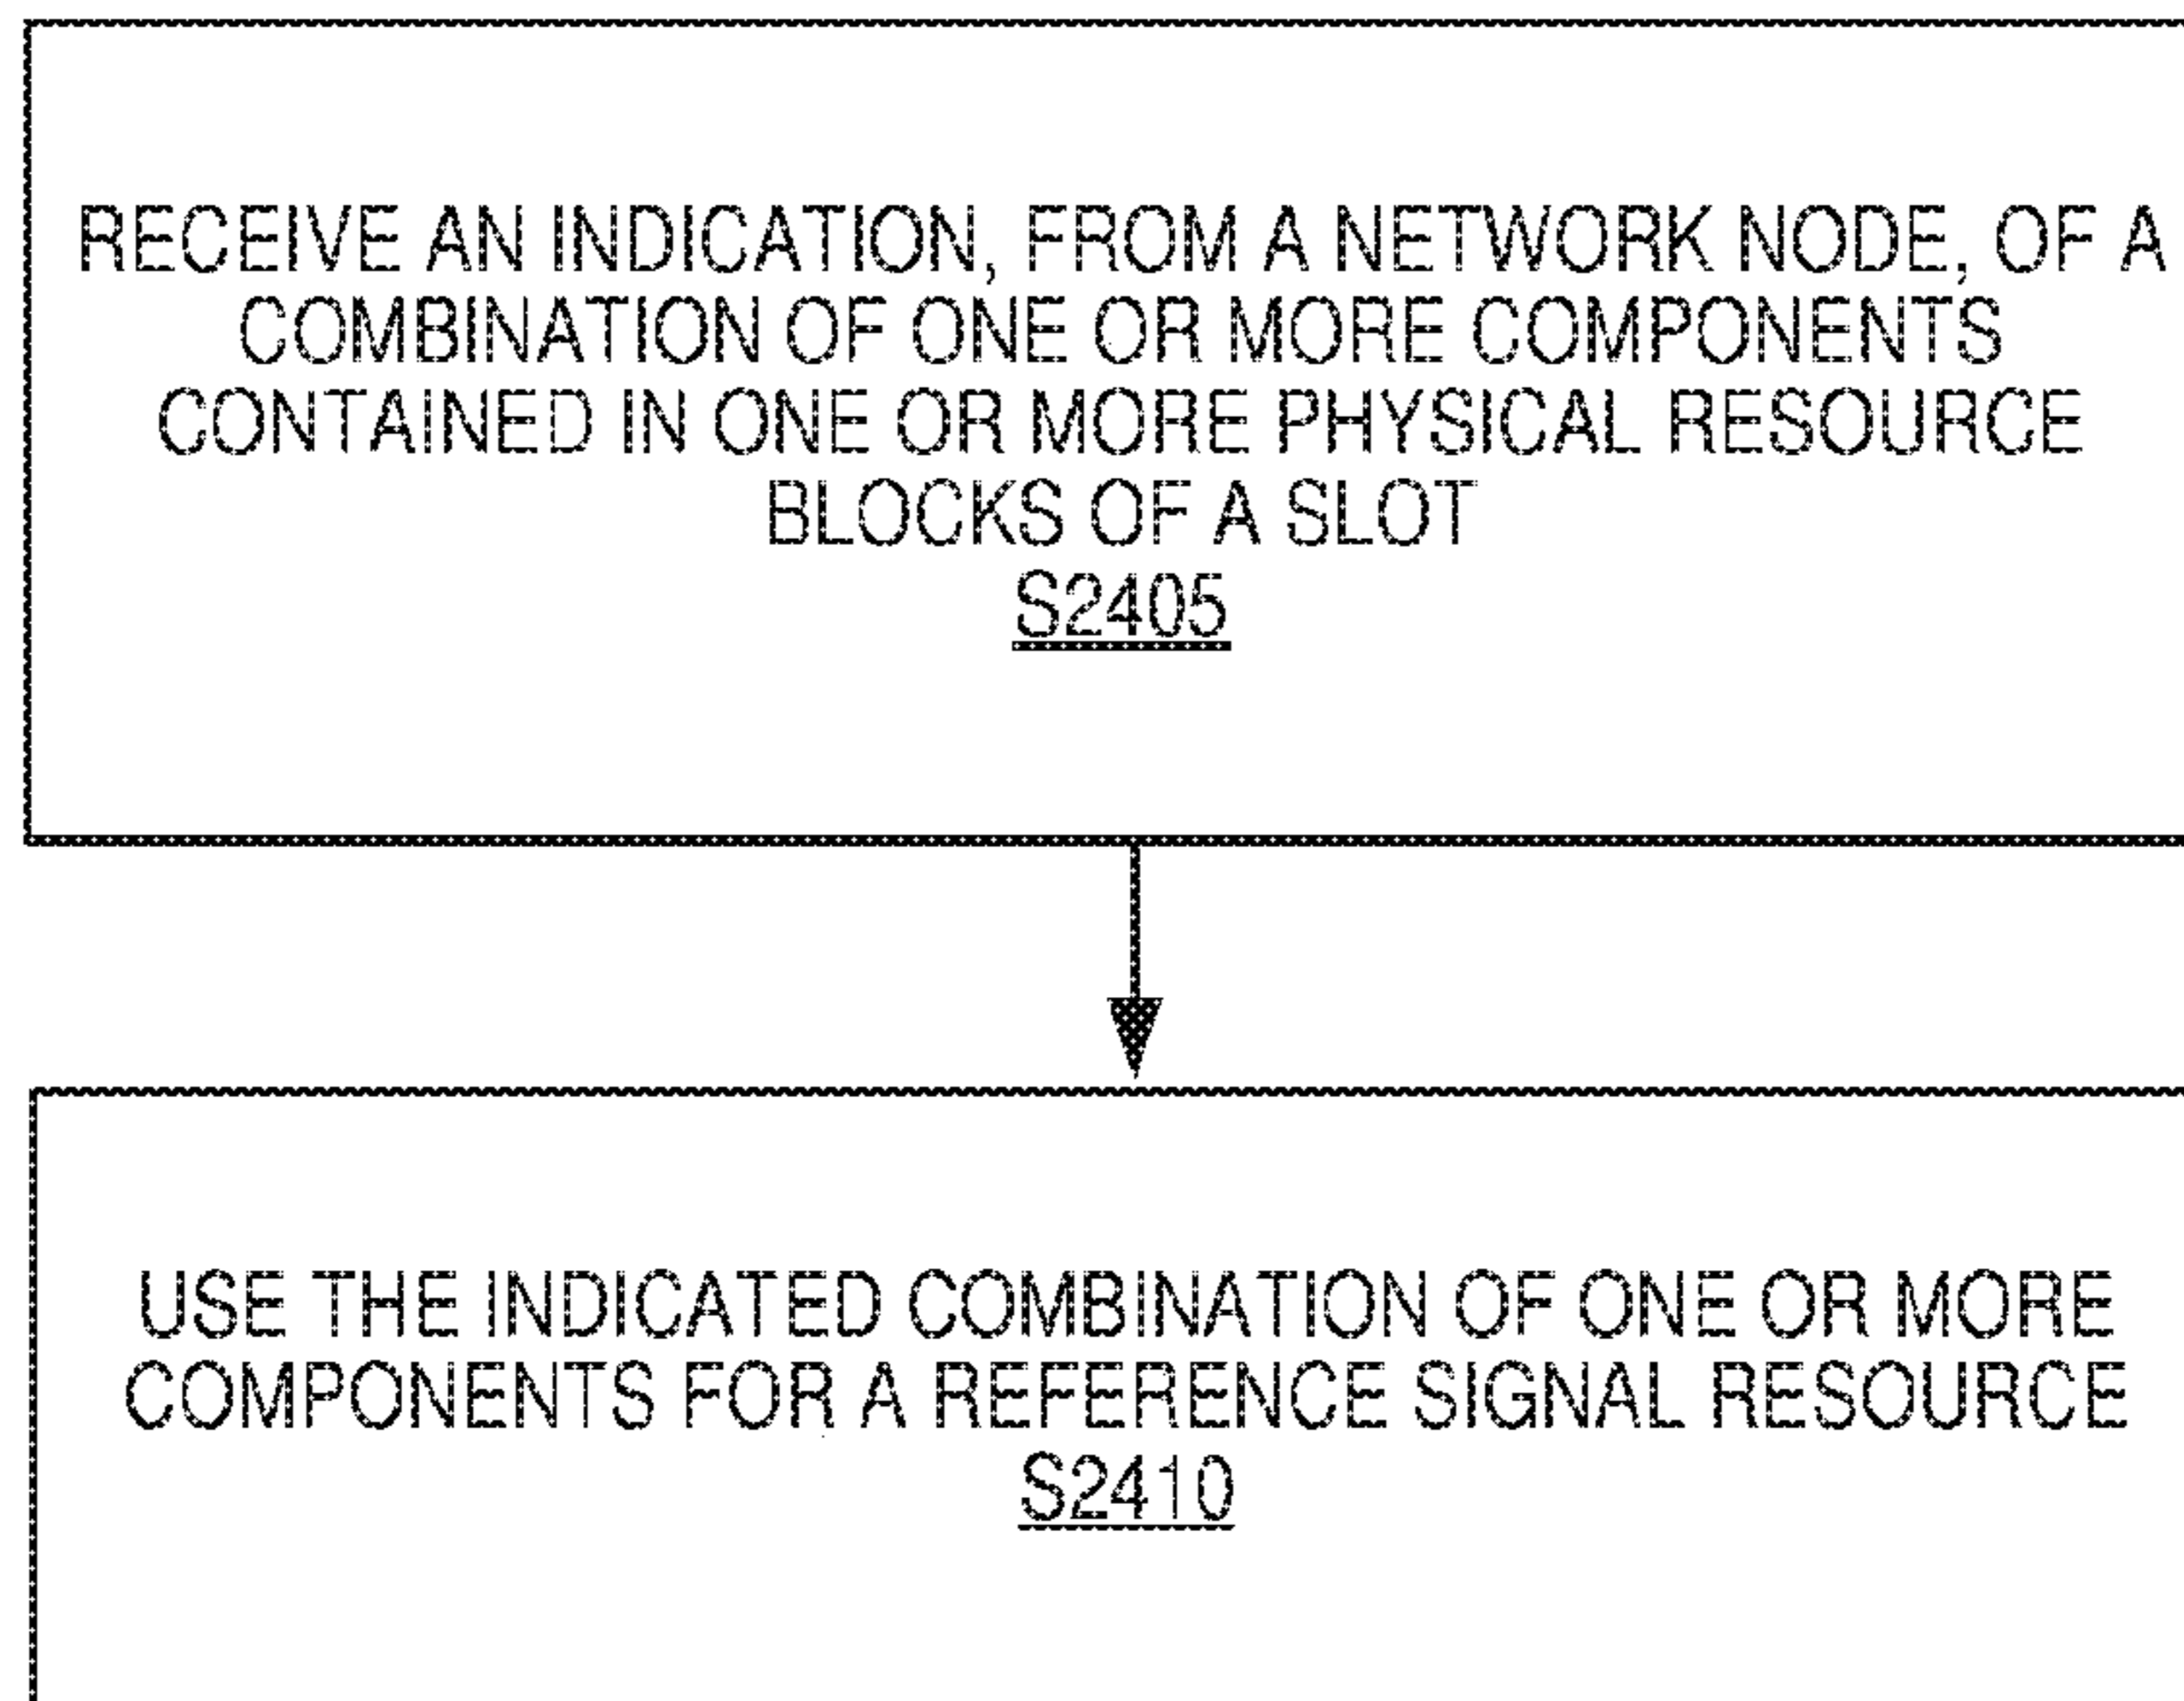 RECEIVE AN INDICATION, FROM A NETWORK NODE, OF A
COMBINATION OF ONE OR MORE COMPONENTS
CONTAINED IN ONE OR MORE PHYSICAL RESOURCE
BLOCKS OF A SLOT
S2405
USE THE INDICATED COMBINATION OF ONE OR MORE
COMPONENTS FOR A REFERENCE SIGNAL RESOURCE
S2410